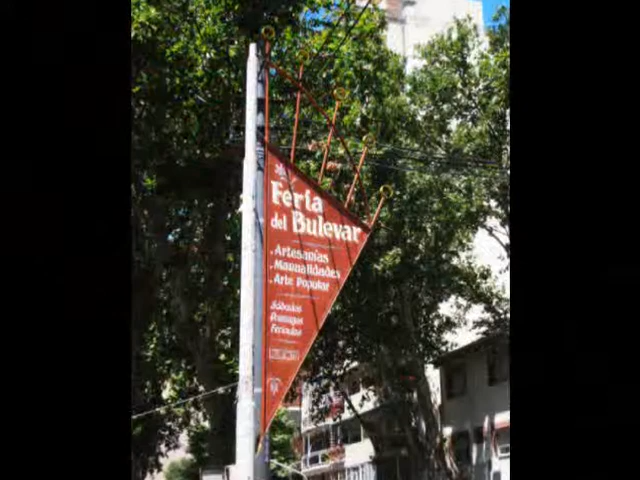 Feria
del Bulevar
. Artesanías
. Manualidades
. Arte Popular
Sábados
Domingos
Feriados